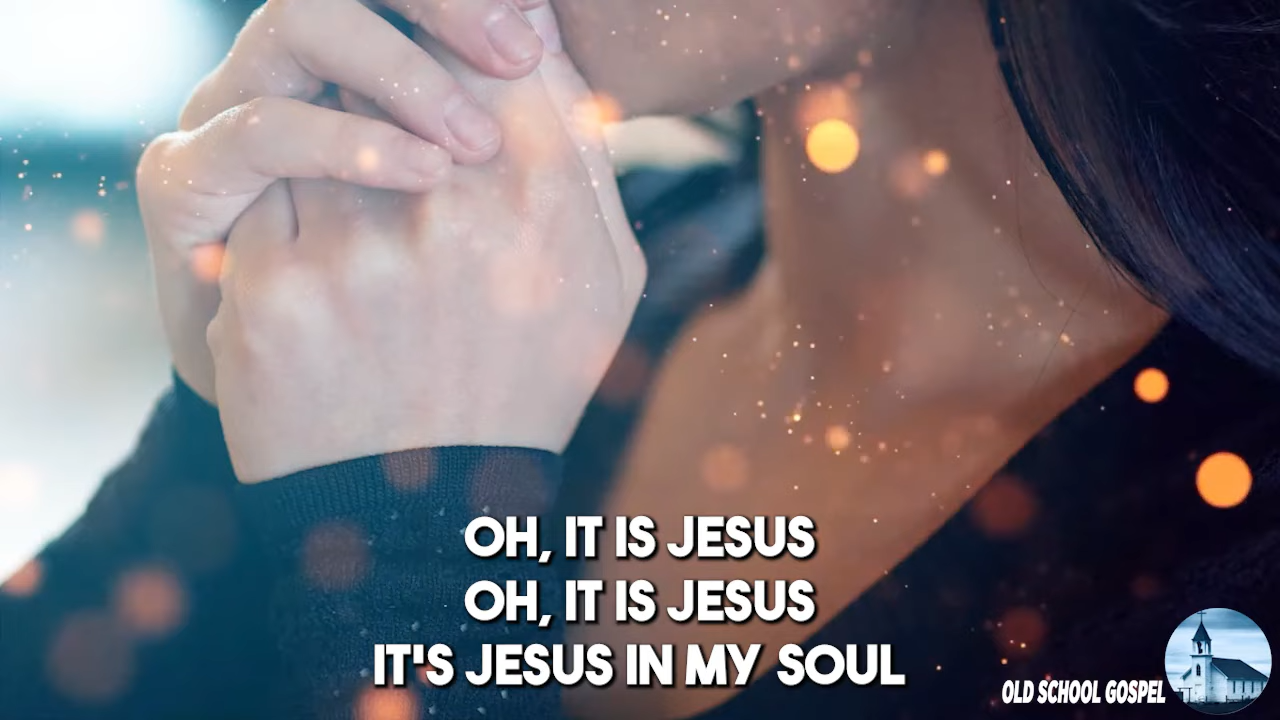 OH, IT IS JESUS
OH, IT IS JESUS
IT'S JESUS IN MY SOUL
OLD SCHOOL GOSPEL